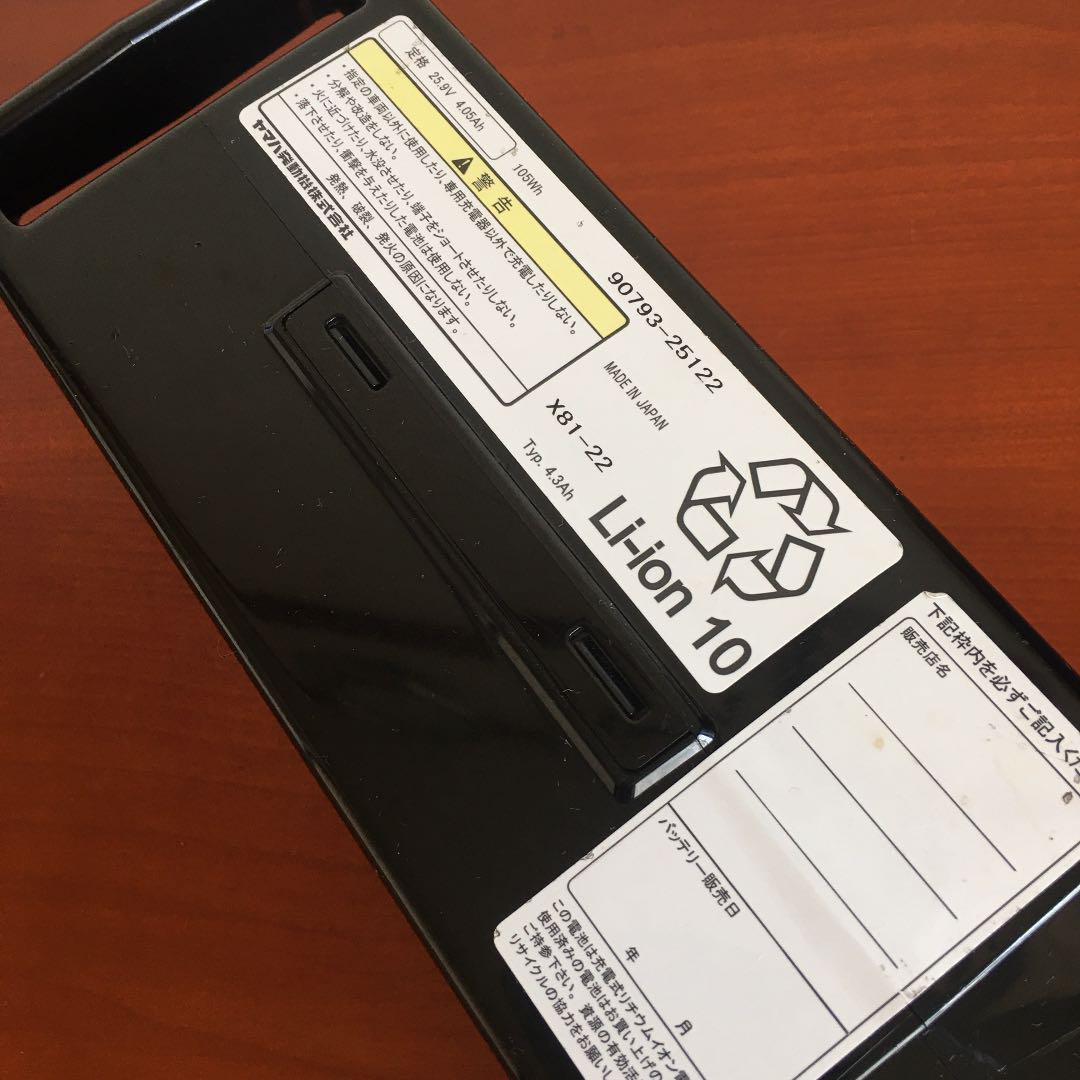 定格 25.9V 4.05Ah
105Wh
警告
・指定の車両以外に使用したり、専用充電器以外で充電したりしない。
・分解や改造をしない。
・火に近づけたり、水没させたり、端子をショートさせたりしない。
・落下させたり、衝撃を与えたりした電池は使用しない。
発熱、破裂、発火の原因になります。
ヤマハ発動機株式会社
90793-25122
MADE IN JAPAN
X81-22
Typ. 4.3Ah
Li-ion 10
下記枠内を必ずご記入くだ
販売店名
バッテリー販売日
年
月
この電池は充電式リチウムイオン電
使用済みの電池はお買い上げの
ご持参下さい。 資源の有効活
リサイクルの協力をお願いし